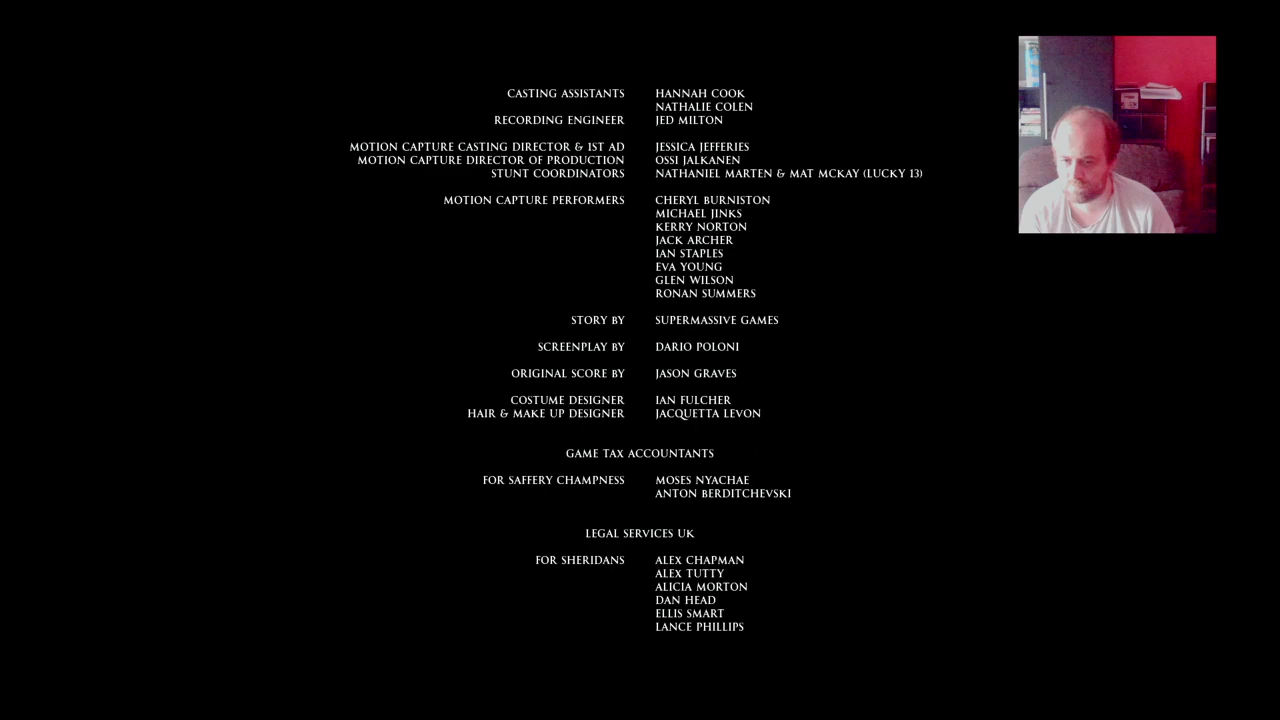 CASTING ASSISTANTS HANNAH COOK
NATHALIE COLEN
RECORDING ENGINEER JED MILTON
MOTION CAPTURE CASTING DIRECTOR & 1ST AD JESSICA JEFFERIES
MOTION CAPTURE DIRECTOR OF PRODUCTION OSSI JALKANEN
STUNT COORDINATORS NATHANIEL MARTEN & MAT MCKAY (LUCKY 13)
MOTION CAPTURE PERFORMERS CHERYL BURNISTON
MICHAEL JINKS
KERRY NORTON
JACK ARCHER
IAN STAPLES
EVA YOUNG
GLEN WILSON
RONAN SUMMERS
STORY BY SUPERMASSIVE GAMES
SCREENPLAY BY DARIO POLONI
ORIGINAL SCORE BY JASON GRAVES
COSTUME DESIGNER IAN FULCHER
HAIR & MAKE UP DESIGNER JACQUETTA LEVON
GAME TAX ACCOUNTANTS
FOR SAFFERY CHAMPNESS MOSES NYACHAE
ANTON BERDITCHEVSKI
LEGAL SERVICES UK
FOR SHERIDANS ALEX CHAPMAN
ALEX TUTTY
ALICIA MORTON
DAN HEAD
ELLIS SMART
LANCE PHILLIPS